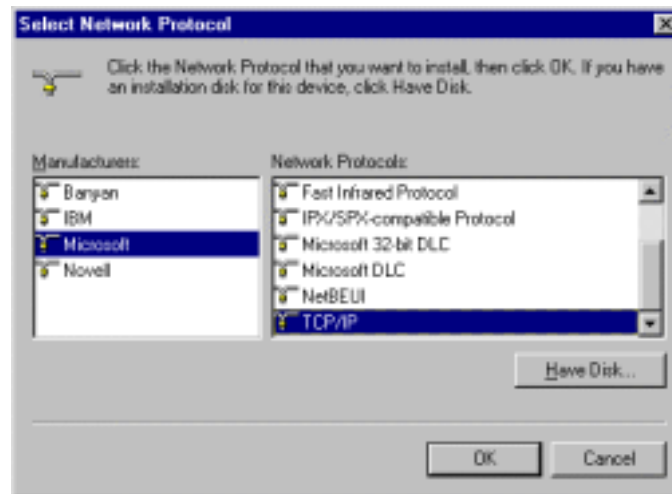 Select Network Protocol
Click the Network Protocol that you want to install, then click OK. If you have
an installation disk for this device, click Have Disk.
Manufacturers:
Banyan
IBM
Microsoft
Novell
Network Protocols:
Fast Infrared Protocol
IPX/SPX-compatible Protocol
Microsoft 32-bit DLC
Microsoft DLC
NetBEUI
TCP/IP
Have Disk...
OK
Cancel